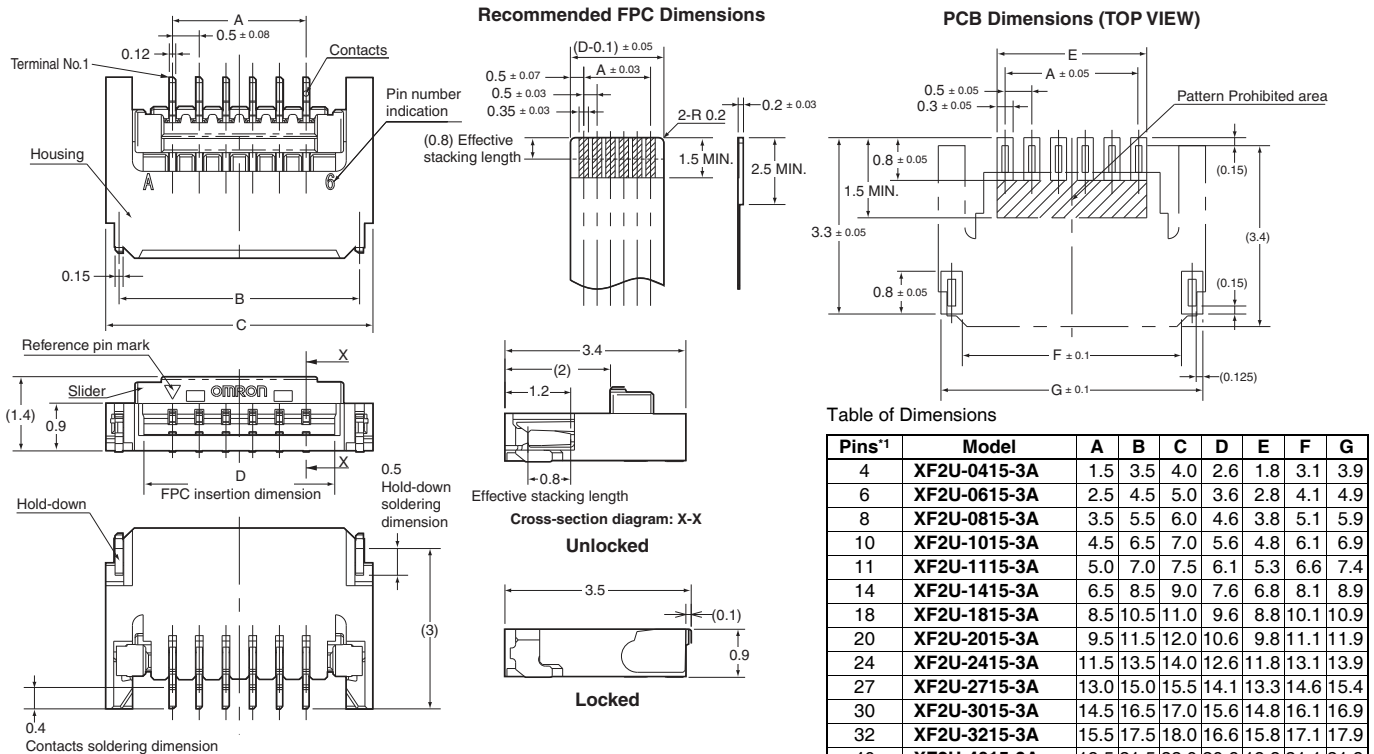 A
0.5 ± 0.08
0.12
Contacts
Terminal No.1
Pin number
indication
Housing
A
6
0.15
B
C
Reference pin mark
X
Slider
OMRON
(1.4)
0.9
X
D
FPC insertion dimension
0.5
Hold-down
soldering
dimension
Hold-down
(3)
0.4
Contacts soldering dimension
Recommended FPC Dimensions
(D-0.1) ± 0.05
0.5 ± 0.07
A ± 0.03
0.5 ± 0.03
0.35 ± 0.03
0.2 ± 0.03
2-R 0.2
(0.8) Effective
stacking length
1.5 MIN.
2.5 MIN.
3.4
(2)
1.2
0.8
Effective stacking length
Cross-section diagram: X-X
Unlocked
3.5
(0.1)
0.9
Locked
PCB Dimensions (TOP VIEW)
E
A ± 0.05
0.5 ± 0.05
0.3 ± 0.05
Pattern Prohibited area
0.8 ± 0.05
(0.15)
1.5 MIN.
3.3 ± 0.05
(3.4)
0.8 ± 0.05
(0.15)
F ± 0.1
(0.125)
G ± 0.1
Table of Dimensions
Pins*1 Model A B C D E F G
4 XF2U-0415-3A 1.5 3.5 4.0 2.6 1.8 3.1 3.9
6 XF2U-0615-3A 2.5 4.5 5.0 3.6 2.8 4.1 4.9
8 XF2U-0815-3A 3.5 5.5 6.0 4.6 3.8 5.1 5.9
10 XF2U-1015-3A 4.5 6.5 7.0 5.6 4.8 6.1 6.9
11 XF2U-1115-3A 5.0 7.0 7.5 6.1 5.3 6.6 7.4
14 XF2U-1415-3A 6.5 8.5 9.0 7.6 6.8 8.1 8.9
18 XF2U-1815-3A 8.5 10.5 11.0 9.6 8.8 10.1 10.9
20 XF2U-2015-3A 9.5 11.5 12.0 10.6 9.8 11.1 11.9
24 XF2U-2415-3A 11.5 13.5 14.0 12.6 11.8 13.1 13.9
27 XF2U-2715-3A 13.0 15.0 15.5 14.1 13.3 14.6 15.4
30 XF2U-3015-3A 14.5 16.5 17.0 15.6 14.8 16.1 16.9
32 XF2U-3215-3A 15.5 17.5 18.0 16.6 15.8 17.1 17.9